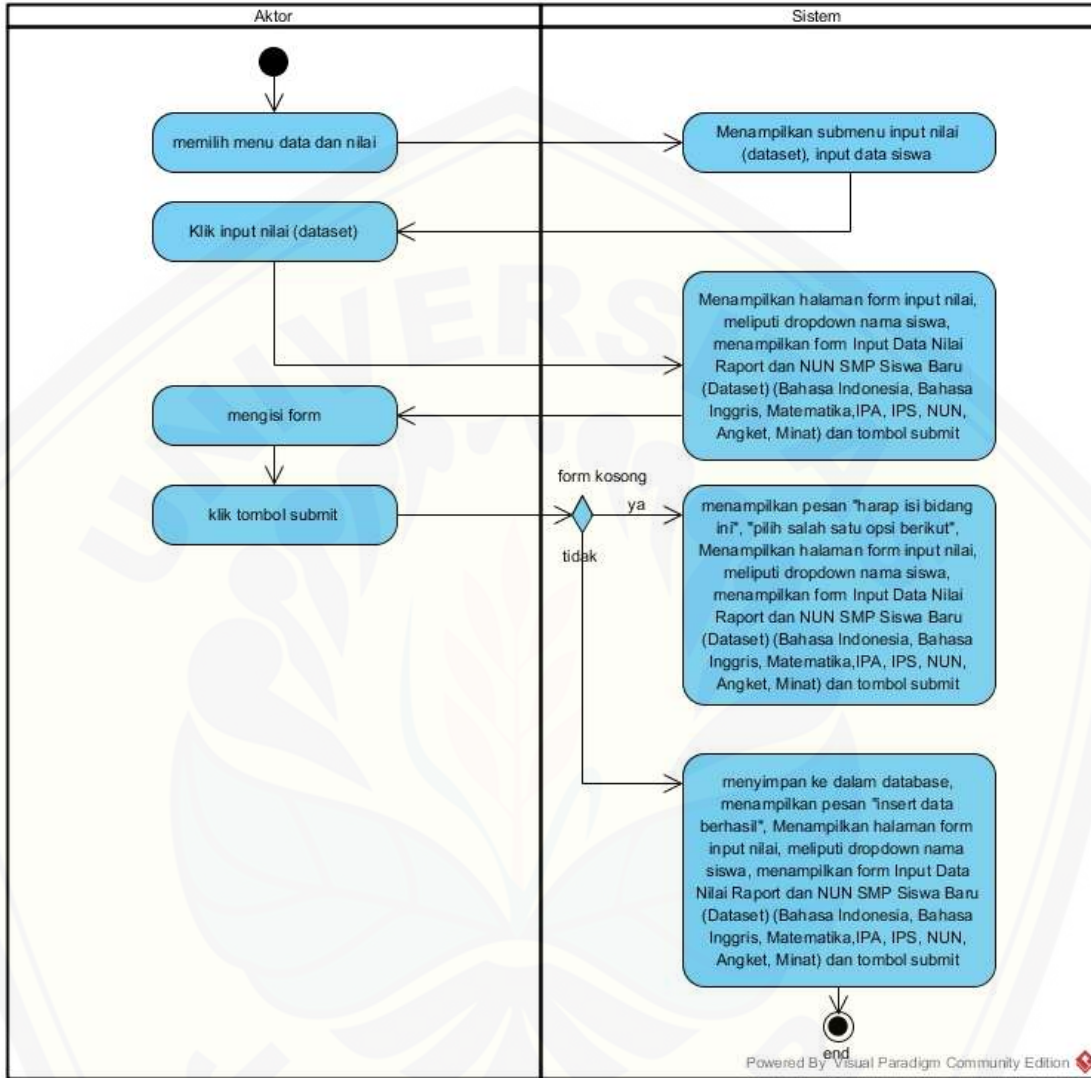 Aktor
Sistem
memilih menu data dan nilai
Menampilkan submenu input nilai
(dataset), input data siswa
Klik input nilai (dataset)
Menampilkan halaman form input nilai,
meliputi dropdown nama siswa,
menampilkan form Input Data Nilai
Raport dan NUN SMP Siswa Baru
(Dataset) (Bahasa Indonesia, Bahasa
Inggris, Matematika,IPA, IPS, NUN,
Angket, Minat) dan tombol submit
mengisi form
klik tombol submit
form kosong
ya
tidak
menampilkan pesan "harap isi bidang
ini", "pilih salah satu opsi berikut",
Menampilkan halaman form input nilai,
meliputi dropdown nama siswa,
menampilkan form Input Data Nilai
Raport dan NUN SMP Siswa Baru
(Dataset) (Bahasa Indonesia, Bahasa
Inggris, Matematika,IPA, IPS, NUN,
Angket, Minat) dan tombol submit
menyimpan ke dalam database,
menampilkan pesan "insert data
berhasil", Menampilkan halaman form
input nilai, meliputi dropdown nama
siswa, menampilkan form Input Data
Nilai Raport dan NUN SMP Siswa Baru
(Dataset) (Bahasa Indonesia, Bahasa
Inggris, Matematika,IPA, IPS, NUN,
Angket, Minat) dan tombol submit
end
Powered By Visual Paradigm Community Edition